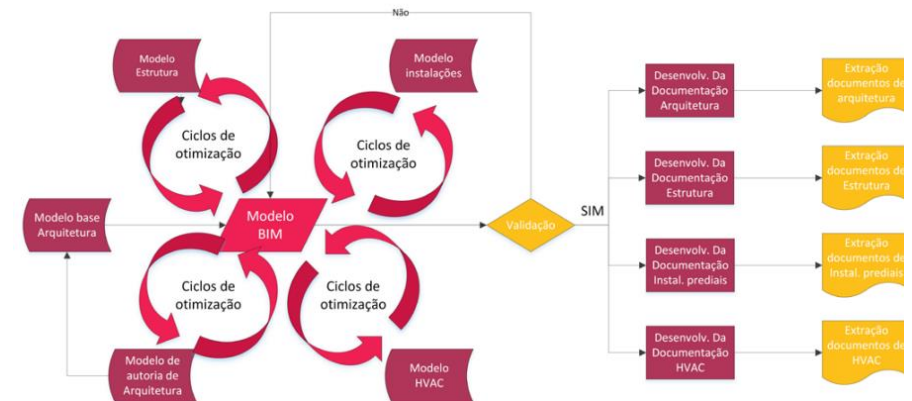 Não
Modelo
Estrutura
Modelo
instalações
Ciclos de
otimização
Ciclos de
otimização
Modelo base
Arquitetura
Modelo
BIM
Validação
SIM
Ciclos de
otimização
Ciclos de
otimização
Modelo de
autoria de
Arquitetura
Modelo
HVAC
Desenvolv. Da
Documentação
Arquitetura
Extração
documentos de
arquitetura
Desenvolv. Da
Documentação
Estrutura
Extração
documentos de
Estrutura
Desenvolv. Da
Documentação
Instal. prediais
Extração
documentos de
instal. prediais
Desenvolv. Da
Documentação
HVAC
Extração
documentos de
HVAC